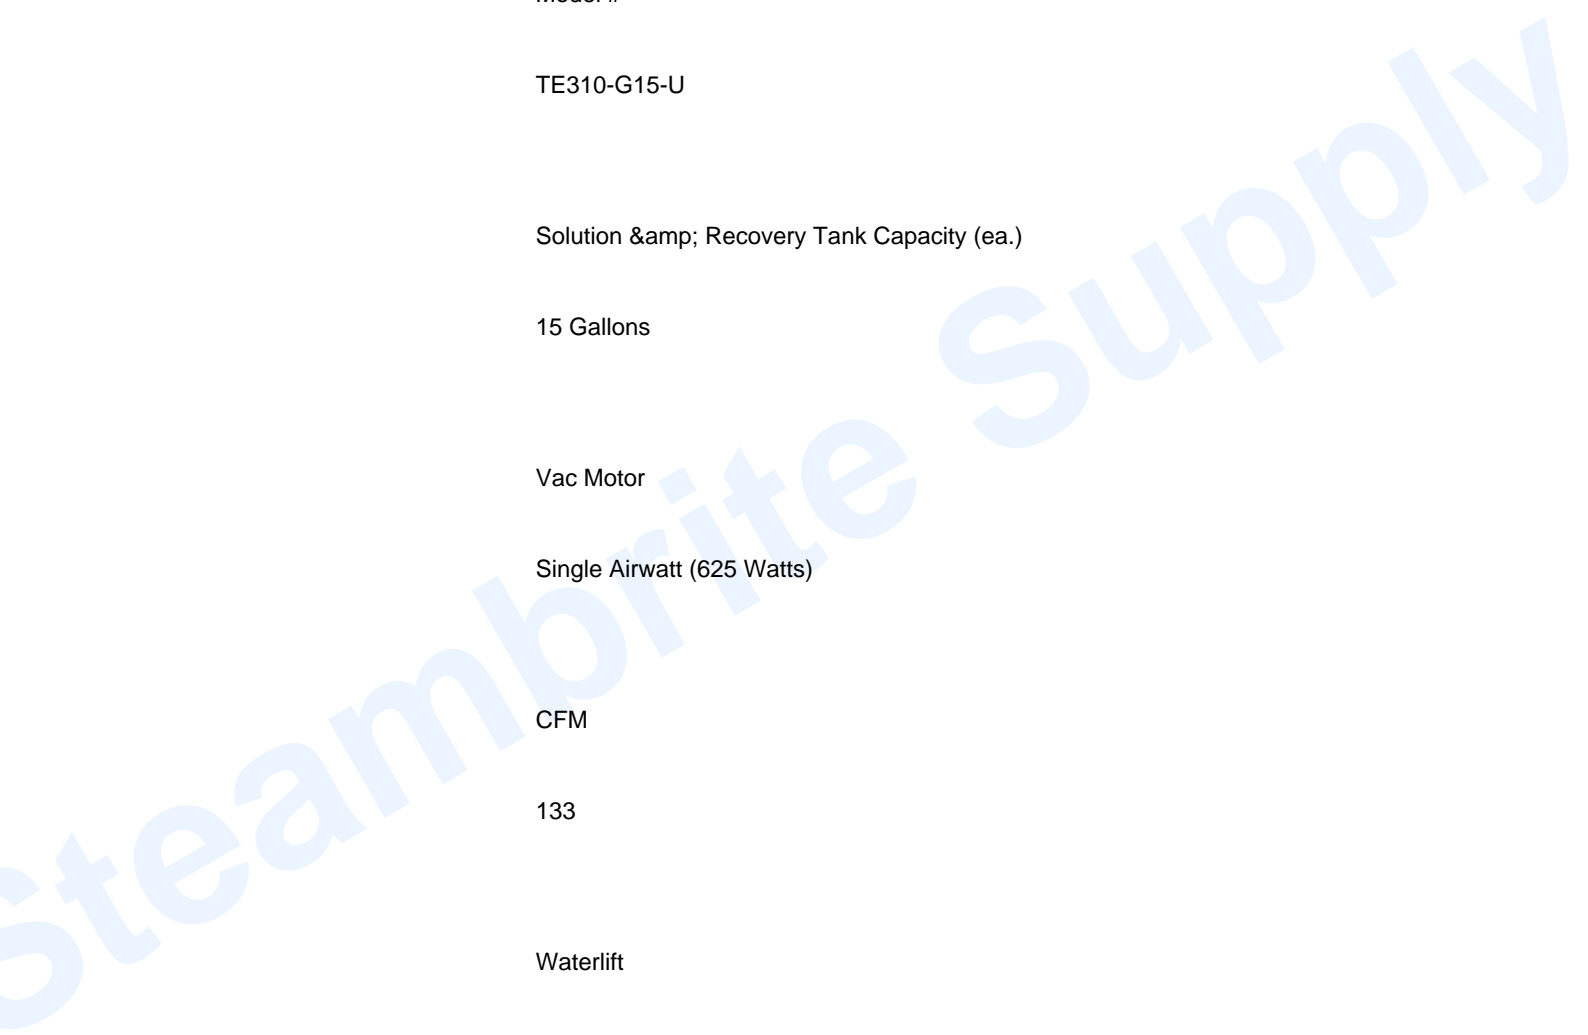 Model #
TE310-G15-U
Solution &amp; Recovery Tank Capacity (ea.)
15 Gallons
Vac Motor
Single Airwatt (625 Watts)
CFM
133
Waterlift
Steambrite Supply